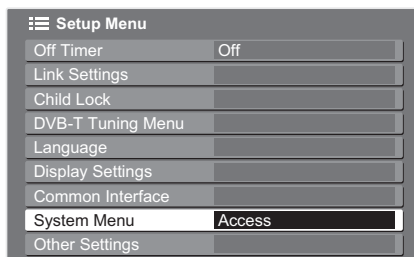 Setup Menu
Off Timer Off
Link Settings
Child Lock
DVB-T Tuning Menu
Language
Display Settings
Common Interface
System Menu Access
Other Settings